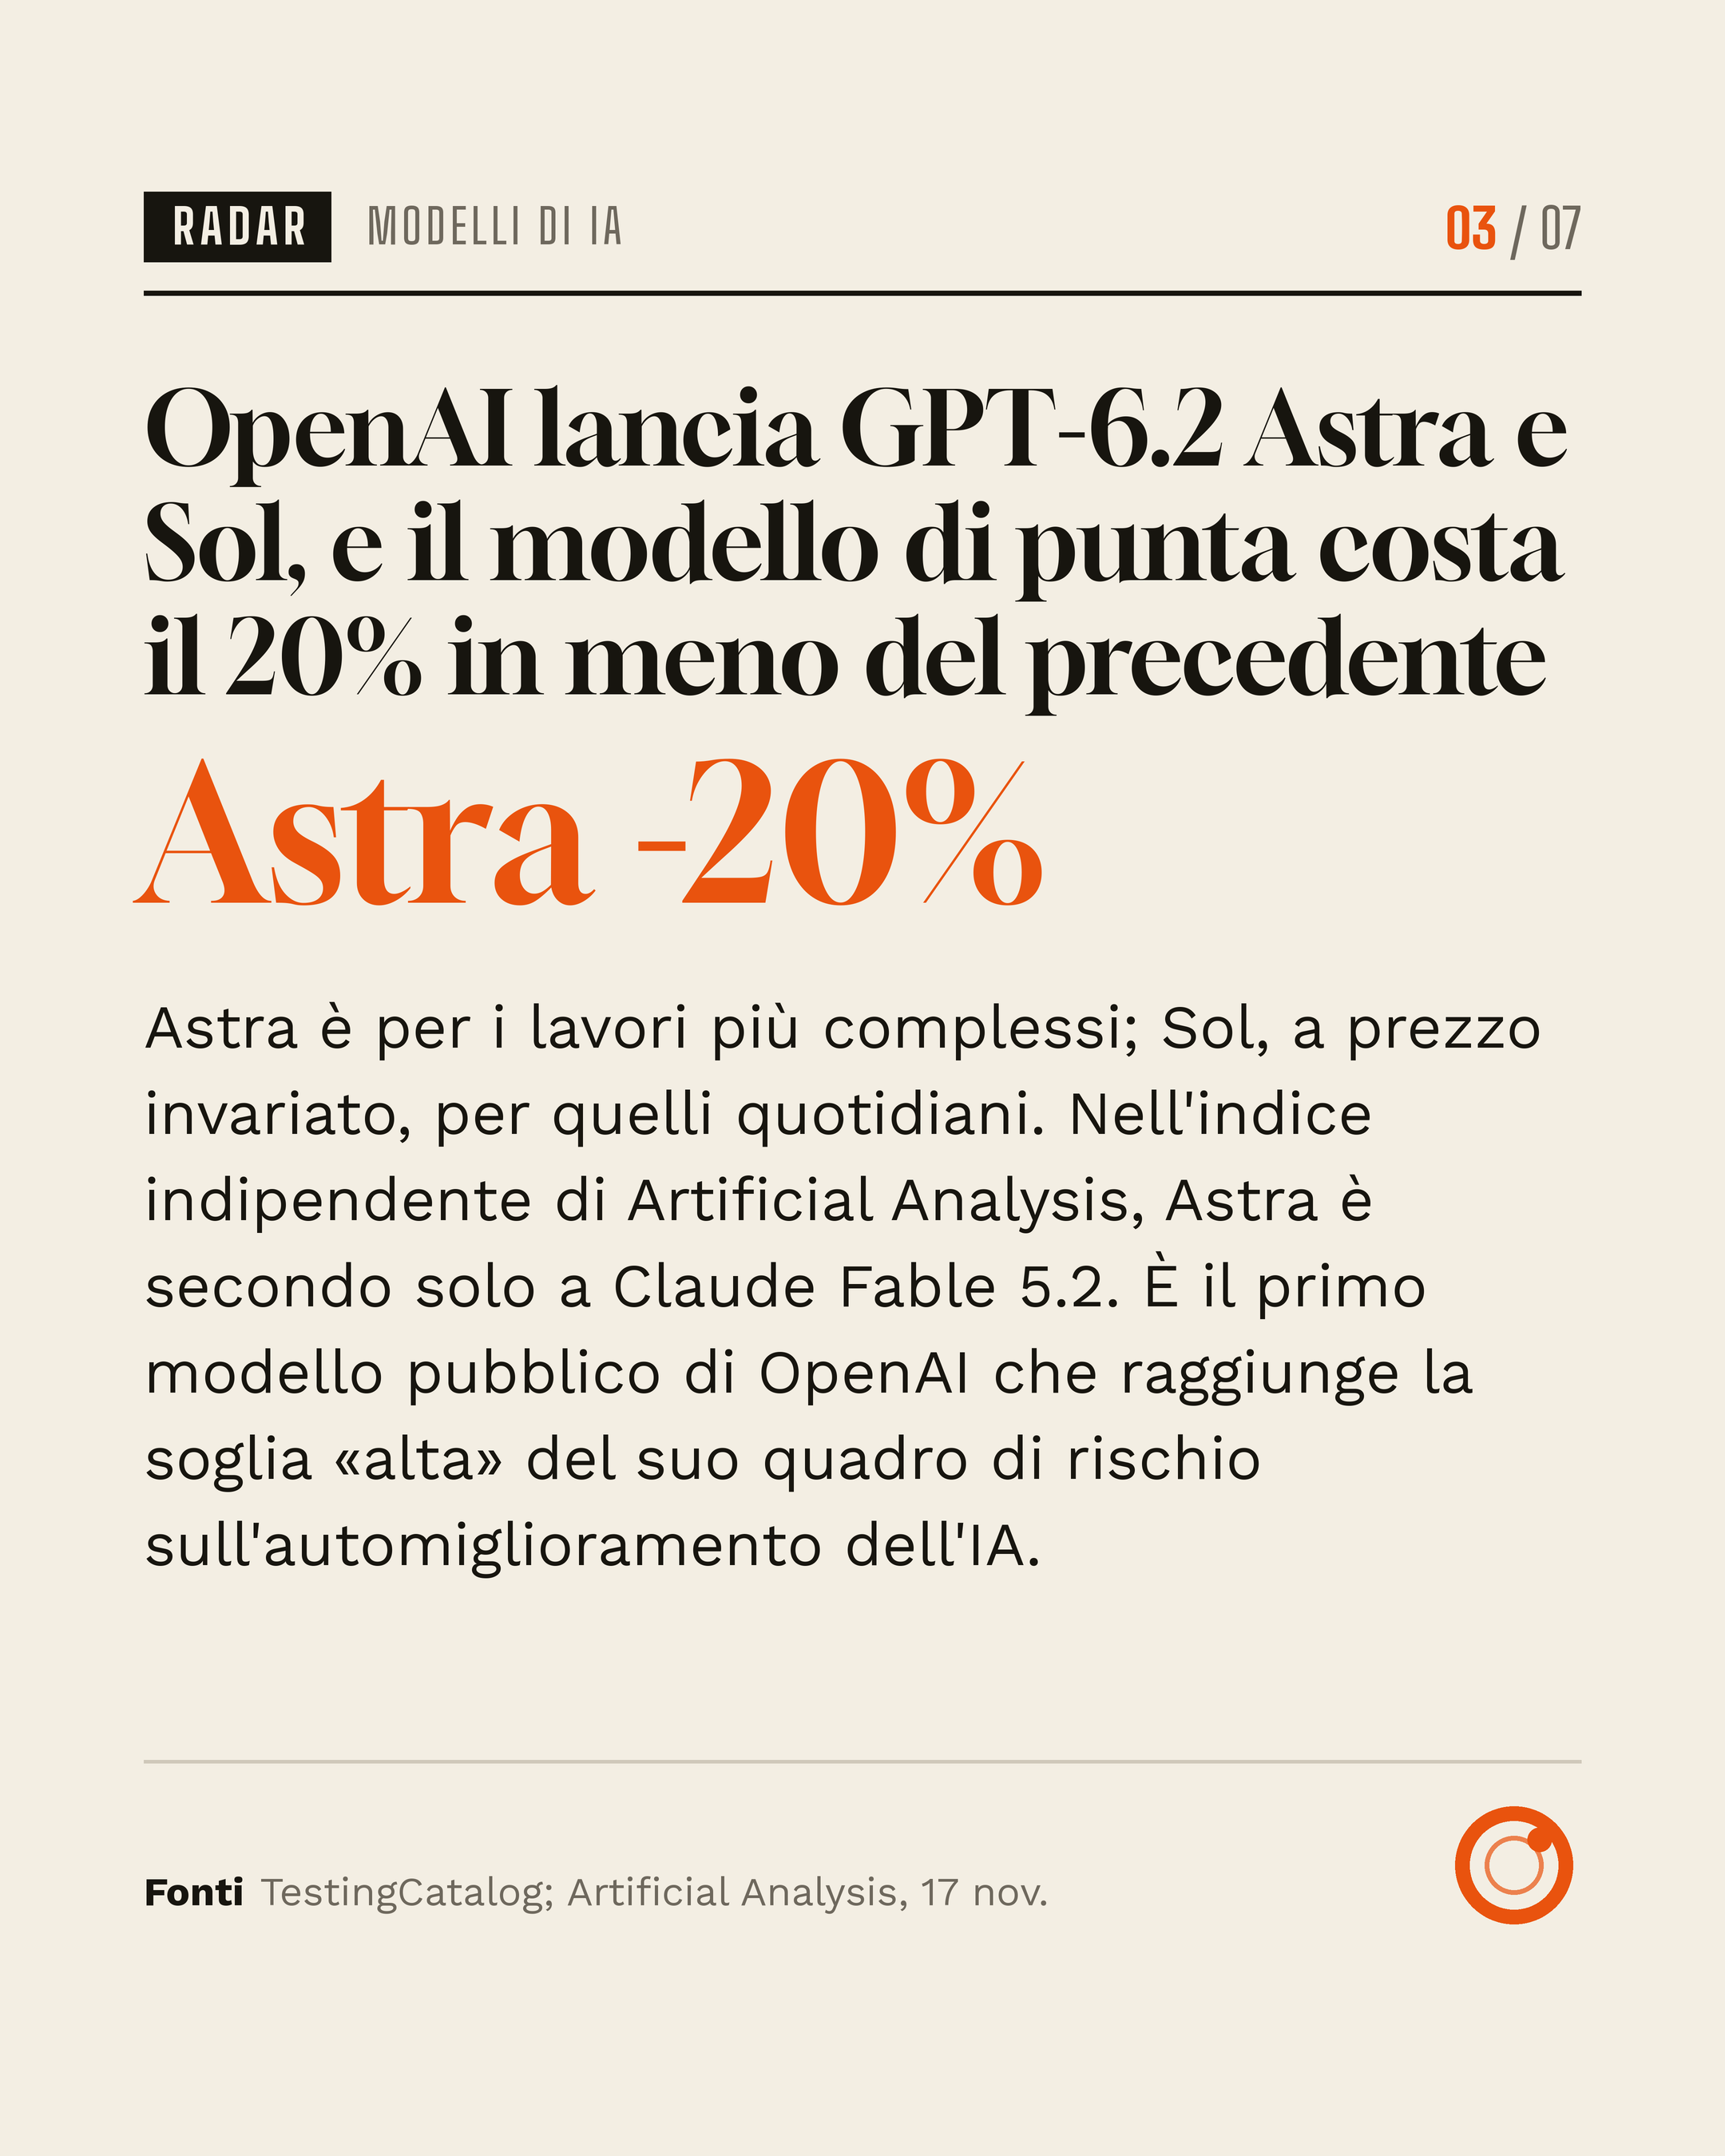 RADAR MODELLI DI IA 03 / 07
OpenAI lancia GPT-6.2 Astra e
Sol, e il modello di punta costa
il 20% in meno del precedente
Astra -20%
Astra è per i lavori più complessi; Sol, a prezzo
invariato, per quelli quotidiani. Nell'indice
indipendente di Artificial Analysis, Astra è
secondo solo a Claude Fable 5.2. È il primo
modello pubblico di OpenAI che raggiunge la
soglia «alta» del suo quadro di rischio
sull'automiglioramento dell'IA.
Fonti TestingCatalog; Artificial Analysis, 17 nov.